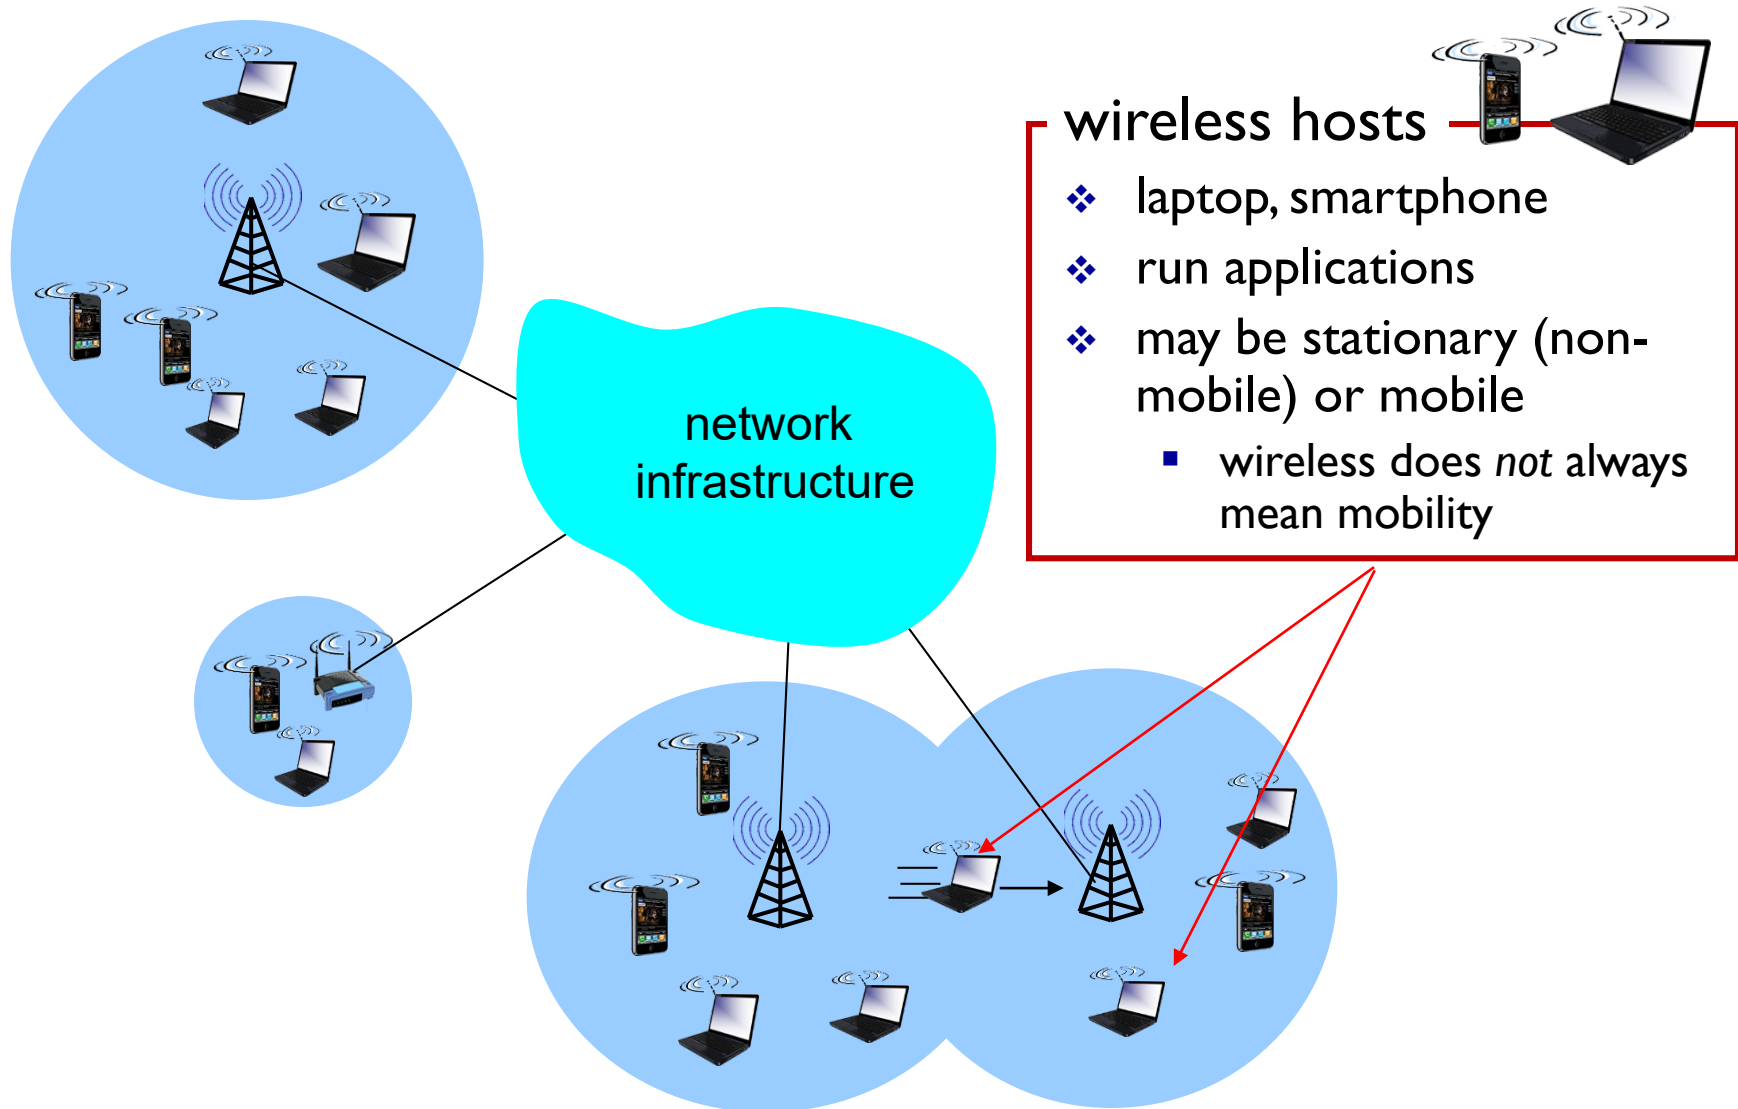 wireless hosts
❖ laptop, smartphone
❖ run applications
❖ may be stationary (non-
mobile) or mobile
▪ wireless does not always
mean mobility
network
infrastructure